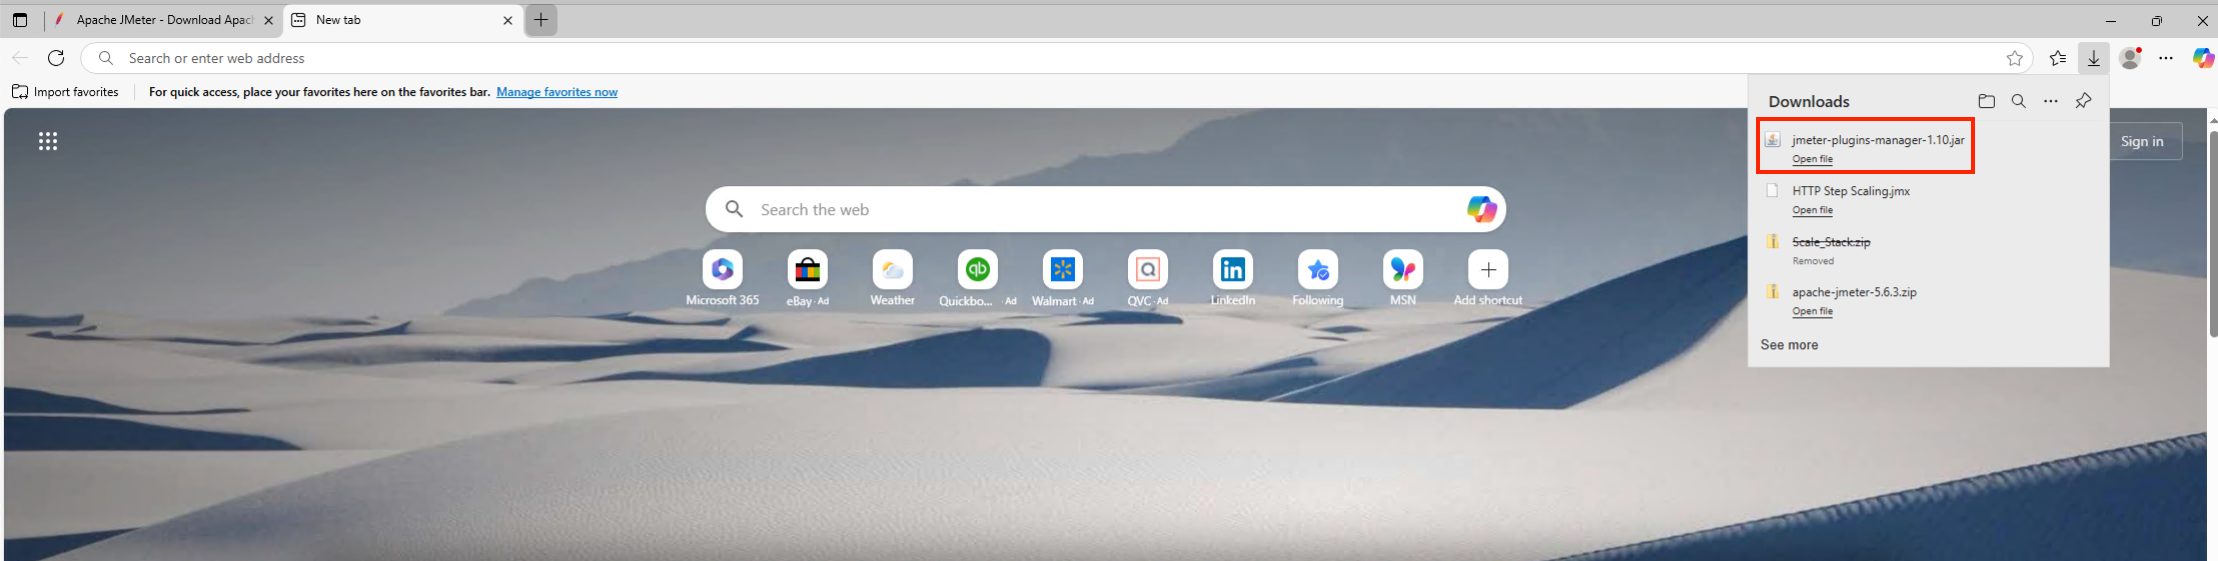 Apache JMeter - Download Apac
New tab
Search or enter web address
Import favorites
For quick access, place your favorites here on the favorites bar. Manage favorites now
Downloads
jmeter-plugins-manager-1.10.jar
Open file
HTTP Step Scaling.jmx
Open file
Scale_Stack.zip
Removed
apache-jmeter-5.6.3.zip
Open file
See more
Sign in
Search the web
qb
Q
in
Microsoft 365
eBay · Ad
Weather
Quickbo... · Ad
Walmart · Ad
QVC · Ad
LinkedIn
Following
MSN
Add shortcut